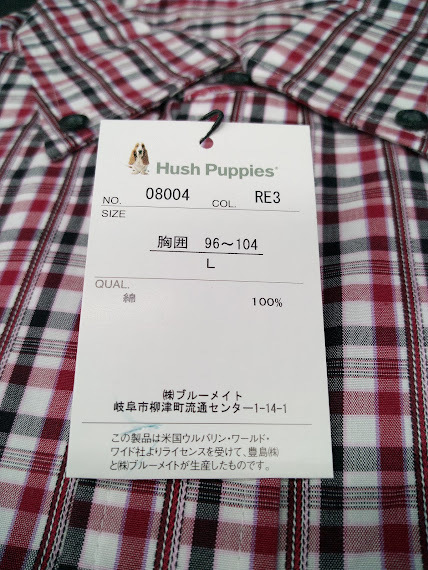 Hush Puppies®
NO. 08004 COL. RE3
SIZE
胸囲 96～104
L
QUAL.
綿 100%
㈱ブルーメイト
岐阜市柳津町流通センター1-14-1
この製品は米国ウルバリン・ワールド・
ワイド社よりライセンスを受けて、豊島㈱
と㈱ブルーメイトが生産したものです。